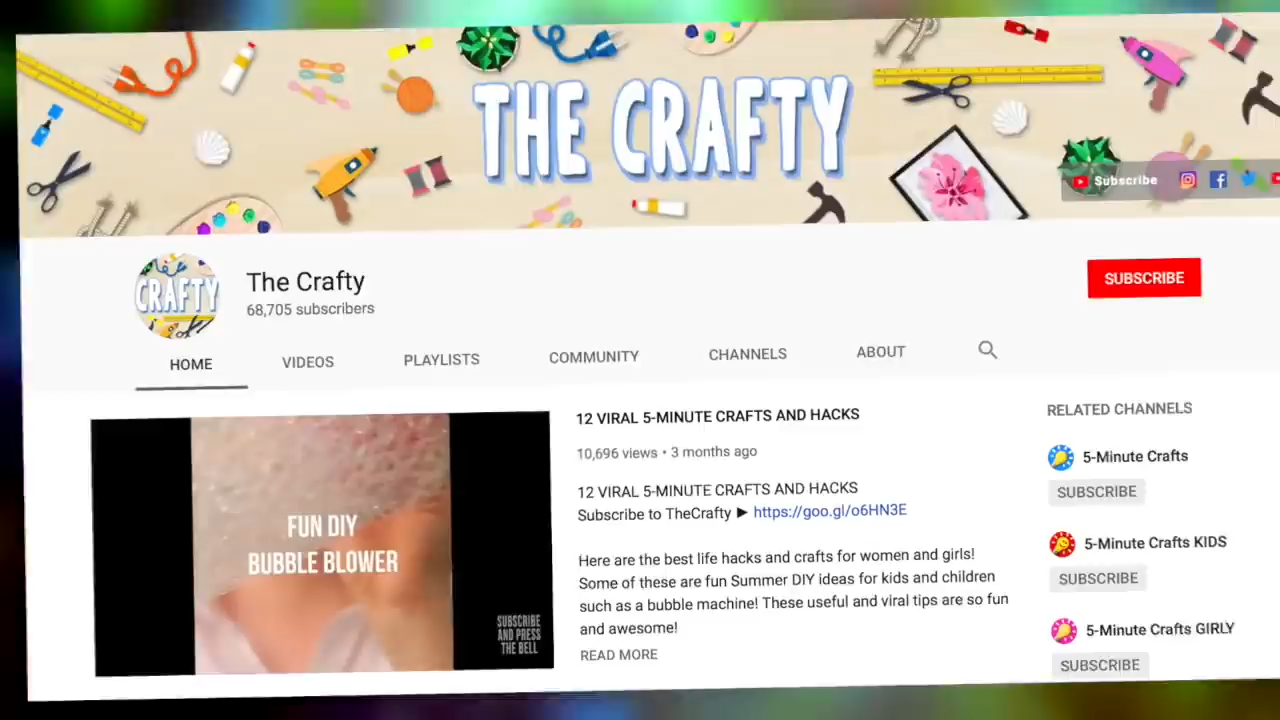 THE CRAFTY
Subscribe
CRAFTY
The Crafty
68,705 subscribers
SUBSCRIBE
HOME
VIDEOS
PLAYLISTS
COMMUNITY
CHANNELS
ABOUT
FUN DIY
BUBBLE BLOWER
SUBSCRIBE
AND PRESS
THE BELL
12 VIRAL 5-MINUTE CRAFTS AND HACKS
10,696 views • 3 months ago
12 VIRAL 5-MINUTE CRAFTS AND HACKS
Subscribe to TheCrafty ► https://goo.gl/o6HN3E
Here are the best life hacks and crafts for women and girls!
Some of these are fun Summer DIY ideas for kids and children
such as a bubble machine! These useful and viral tips are so fun
and awesome!
READ MORE
RELATED CHANNELS
5-Minute Crafts
SUBSCRIBE
5-Minute Crafts KIDS
SUBSCRIBE
5-Minute Crafts GIRLY
SUBSCRIBE